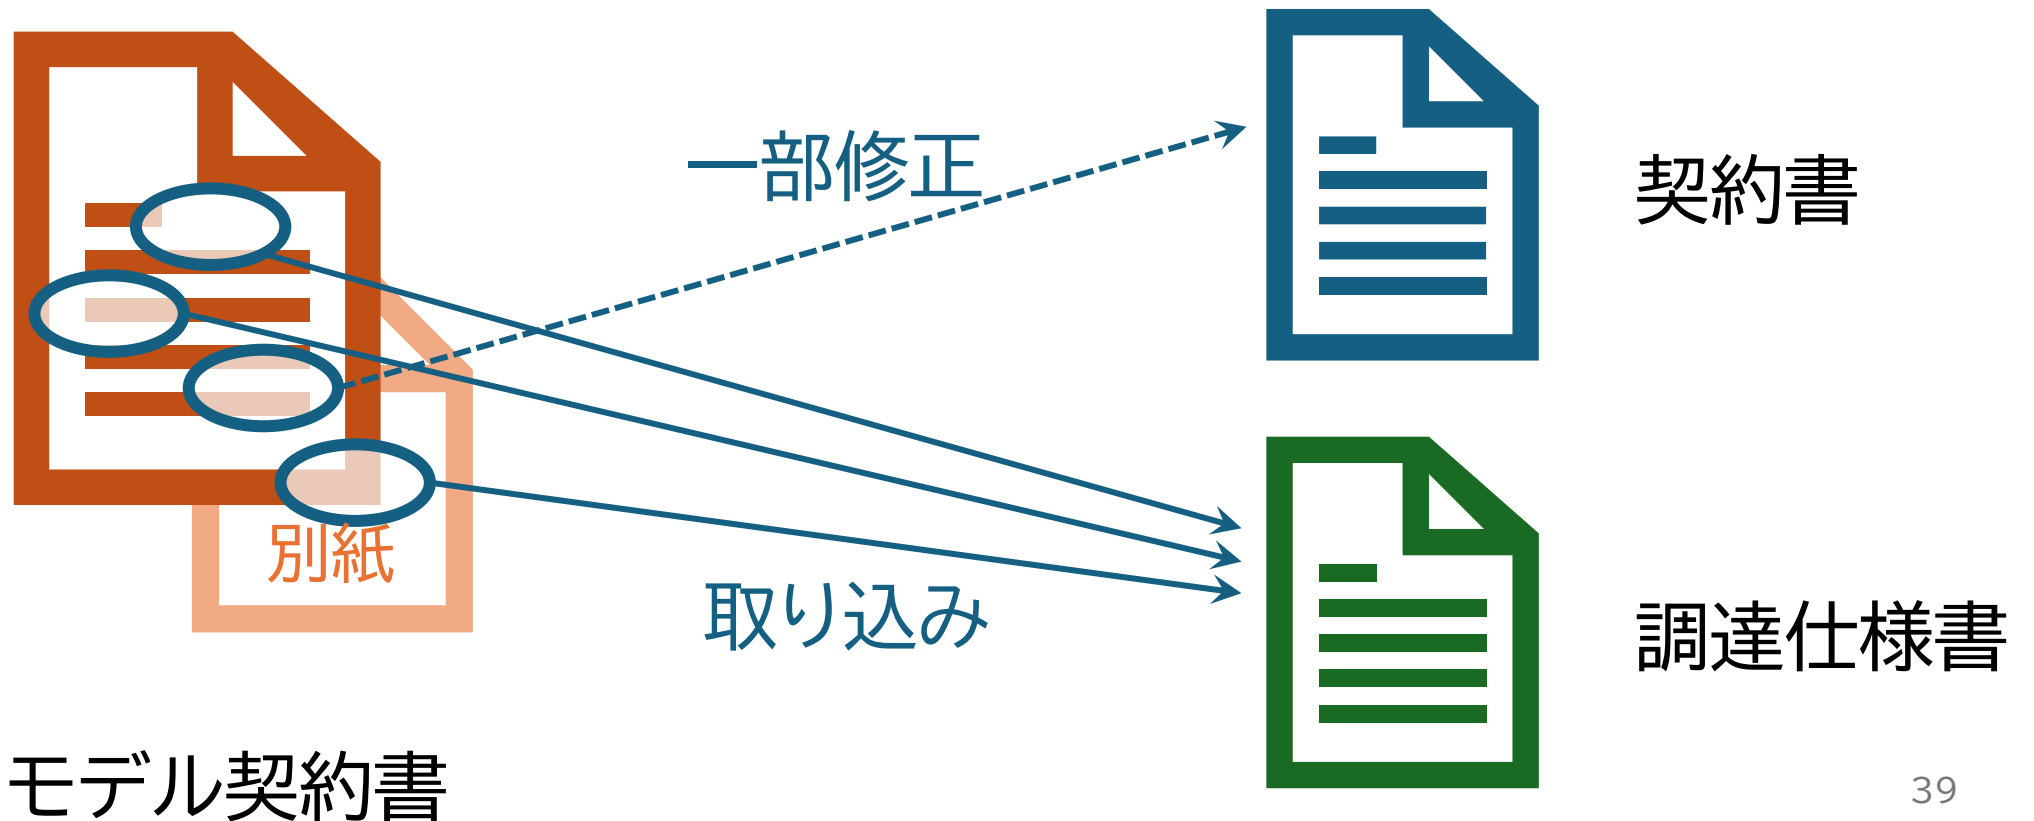 一部修正
契約書
別紙
取り込み
調達仕様書
モデル契約書
39